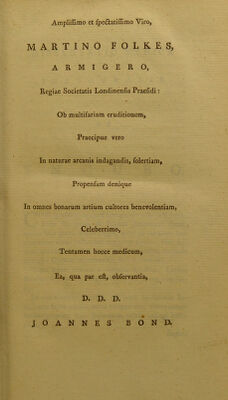 Ampliſſimo et ſpectatiſſimo Viro,
MARTINO FOLKES,
ARMIGERO,
Regiae Societatis Londinenſis Praeſidi:
Ob multifariam eruditionem,
Praecipue vero
In naturae arcanis indagandis, ſolertiam,
Propenſam denique
In omnes bonarum artium cultores benevolentiam,
Celeberrimo,
Tentamen hocce medicum,
Ea, qua par eſt, obſervantia,
D. D. D.
JOANNES BOND.